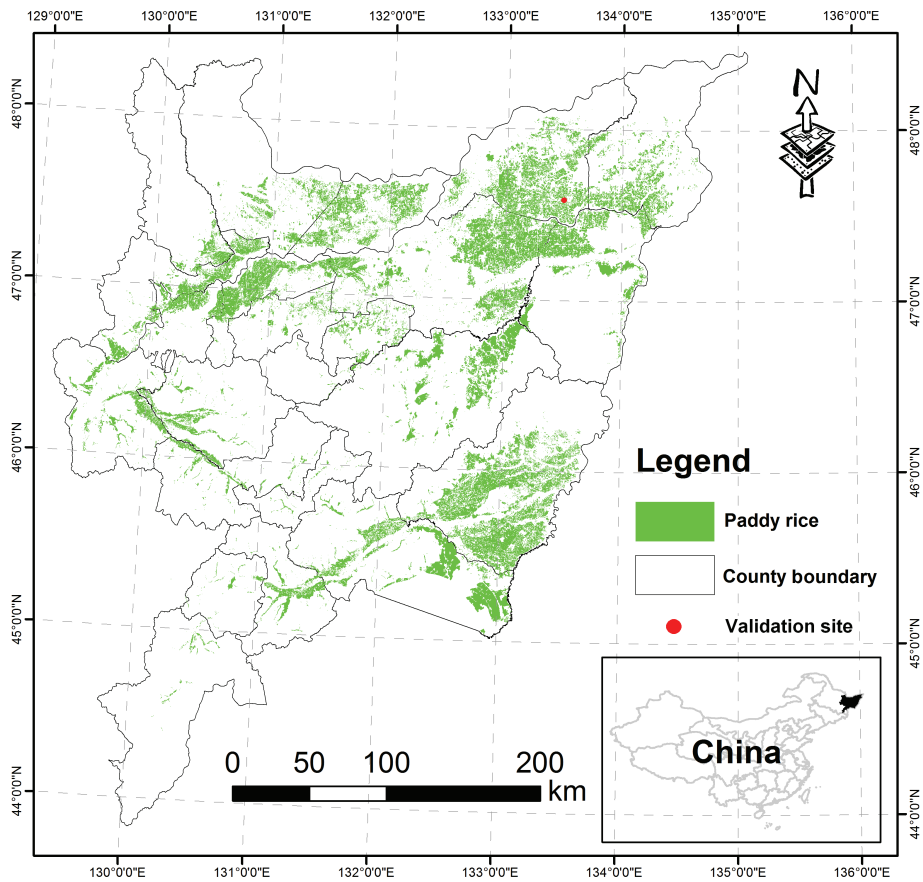 129°0'0"E 130°0'0"E 131°0'0"E 132°0'0"E 133°0'0"E 134°0'0"E 135°0'0"E 136°0'0"E
N
48°0'0"N
48°0'0"N
47°0'0"N
47°0'0"N
46°0'0"N
46°0'0"N
45°0'0"N
45°0'0"N
44°0'0"N
44°0'0"N
Legend
Paddy rice
County boundary
Validation site
China
0 50 100 200
km
130°0'0"E 131°0'0"E 132°0'0"E 133°0'0"E 134°0'0"E 135°0'0"E 136°0'0"E